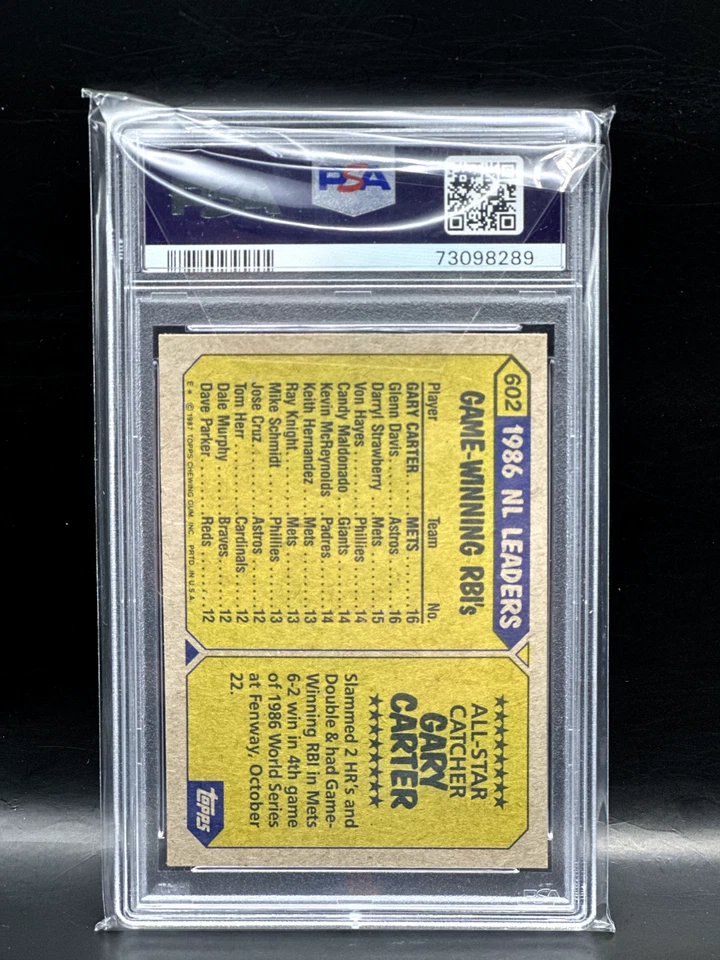 PSA
PSA
73098289
602 1986 NL LEADERS
GAME-WINNING RBI's
Player Team No.
GARY CARTER METS 16
Glenn Davis Astros 16
Darryl Strawberry Mets 15
Von Hayes Phillies 14
Candy Maldonado Giants 14
Kevin McReynolds Padres 14
Keith Hernandez Mets 13
Ray Knight Mets 13
Mike Schmidt Phillies 13
Jose Cruz Astros 12
Tom Herr Cardinals 12
Dale Murphy Braves 12
Dave Parker Reds 12
E* © 1987 TOPPS CHEWING GUM, INC. PRTD. IN U.S.A.
ALL-STAR
CATCHER
GARY
CARTER
Slammed 2 HR's and
Double & had Game-
Winning RBI in Mets
6-2 win in 4th game
of 1986 World Series
at Fenway, October
22.
TOPPS
PSA